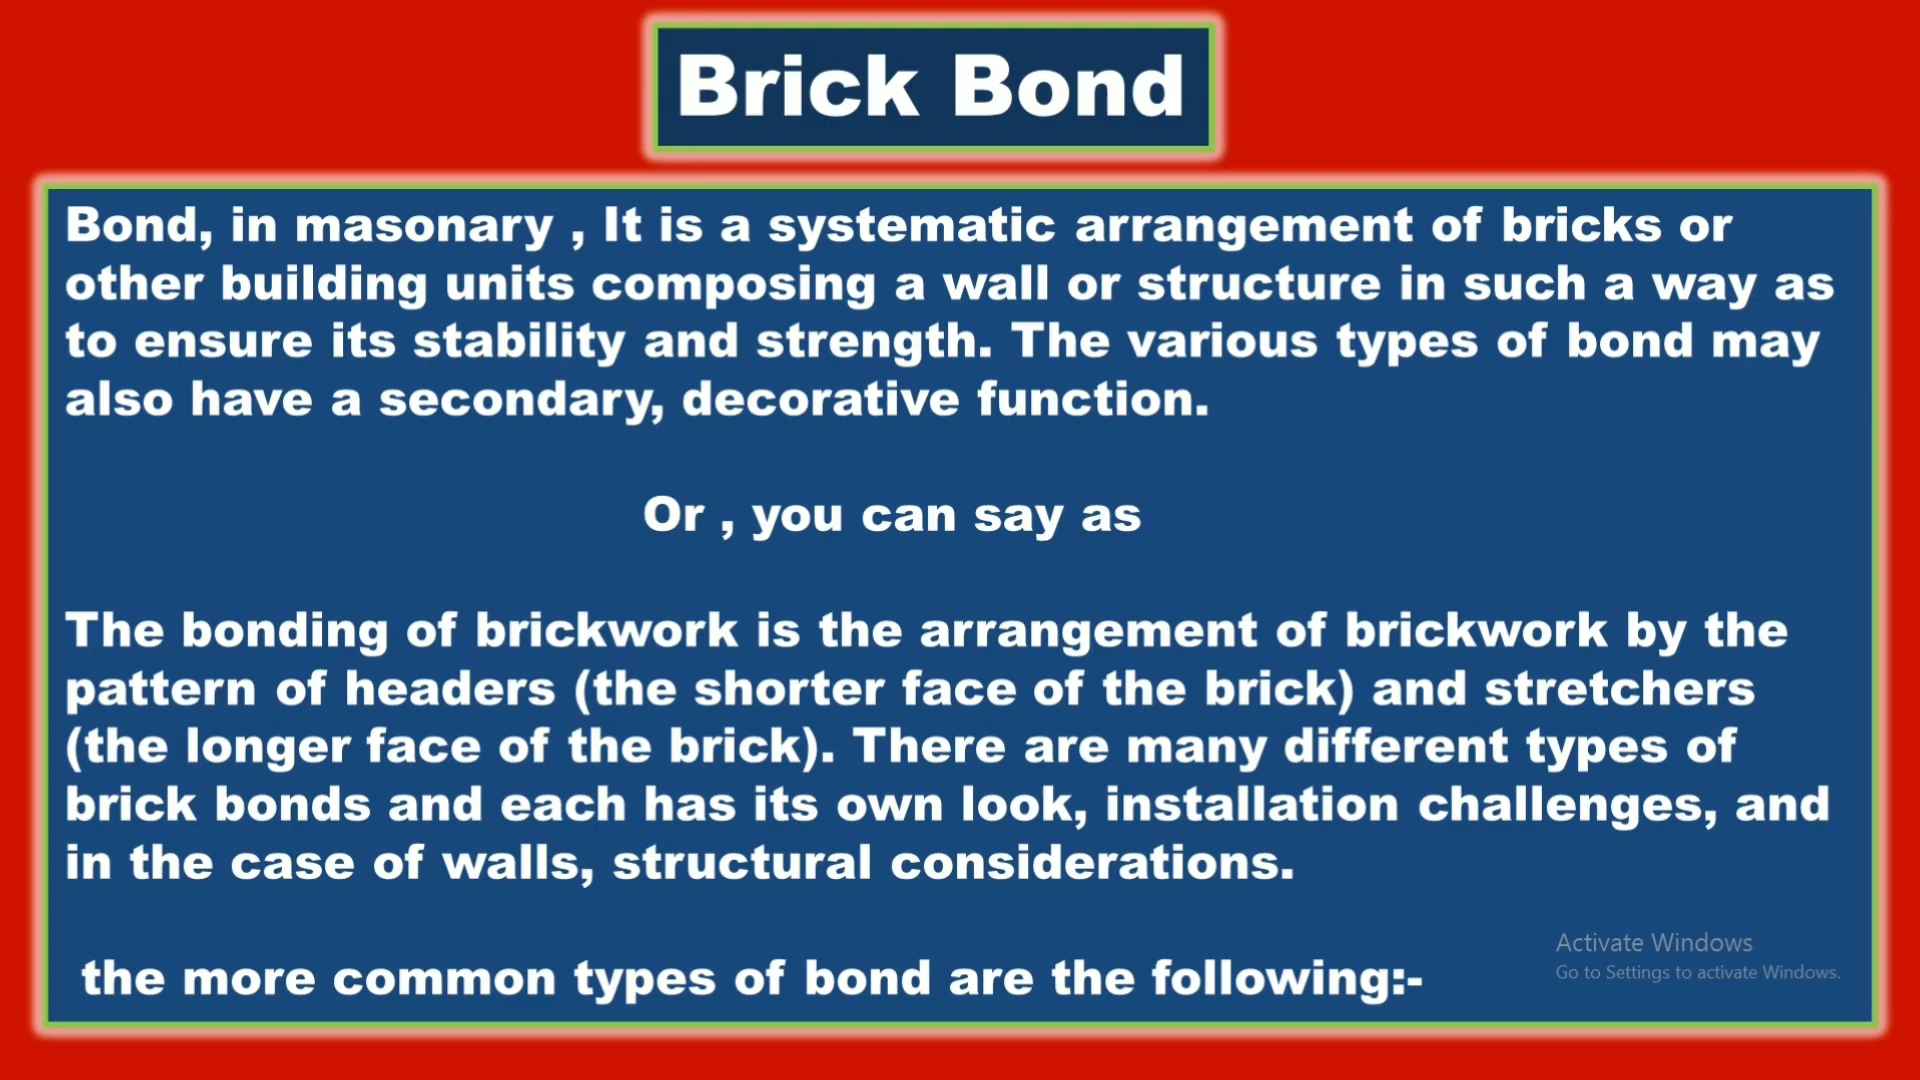 Brick Bond
Bond, in masonary , It is a systematic arrangement of bricks or
other building units composing a wall or structure in such a way as
to ensure its stability and strength. The various types of bond may
also have a secondary, decorative function.
Or , you can say as
The bonding of brickwork is the arrangement of brickwork by the
pattern of headers (the shorter face of the brick) and stretchers
(the longer face of the brick). There are many different types of
brick bonds and each has its own look, installation challenges, and
in the case of walls, structural considerations.
the more common types of bond are the following:-
Activate Windows
Go to Settings to activate Windows.